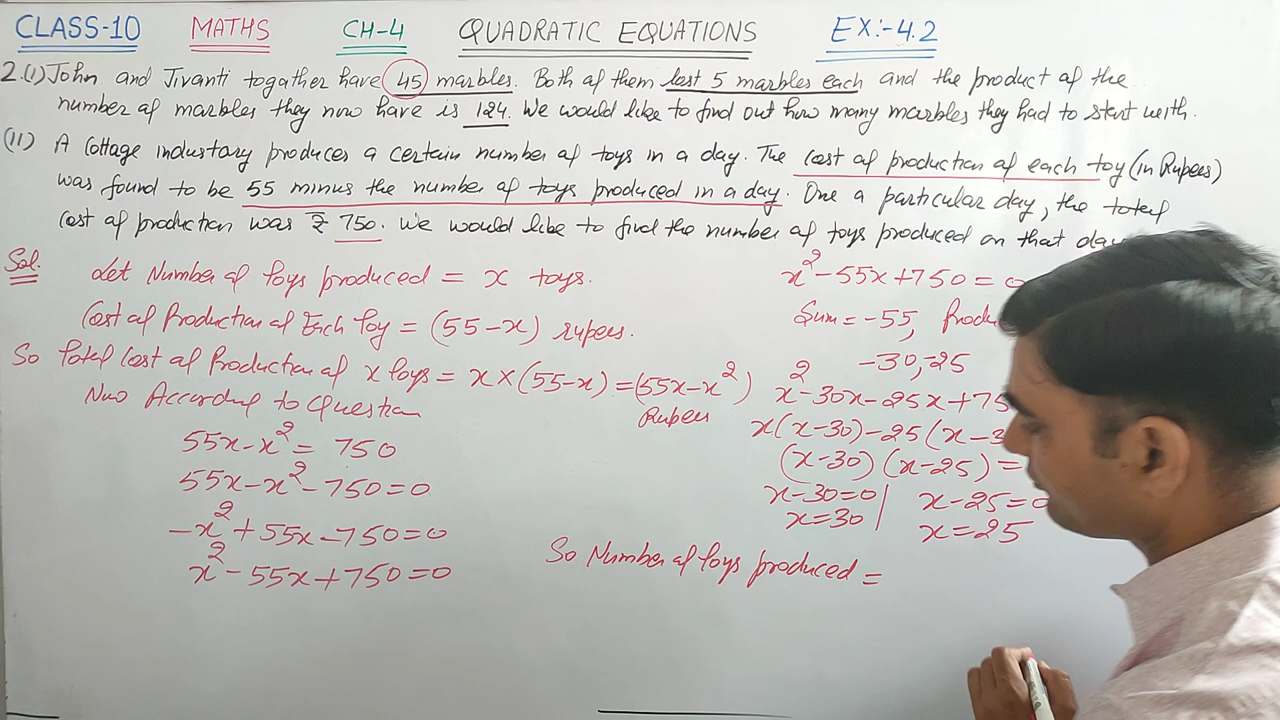 CLASS-10 MATHS CH-4 QUADRATIC EQUATIONS EX:-4.2
2.(i) John and Jivanti togather have 45 marbles. Both of them lost 5 marbles each and the product of the
number of marbles they now have is 124. We would like to find out how many marbles they had to start with.
(ii) A Cottage industary produces a certain number of toys in a day. The cost of production of each toy (in Rupees)
was found to be 55 minus the number of toys produced in a day. One a particular day, the total
cost of production was ₹ 750. We would like to find the number of toys produced on that day
Sol. Let Number of toys produced = x toys.
Cost of Production of Each Toy = (55-x) rupees.
So Total Cost of Production of x toys = x×(55-x) = (55x-x²)
Rupees
Now According to Question
55x-x² = 750
55x-x²-750=0
-x²+55x-750=0
x²-55x+750=0
x²-55x+750=0
Sum=-55,
-30,-25
x²-30x-25x+75
x(x-30)-25(x-3
(x-30)(x-25)=
x-30=0 | x-25=0
x=30 | x=25
So Number of toys produced =